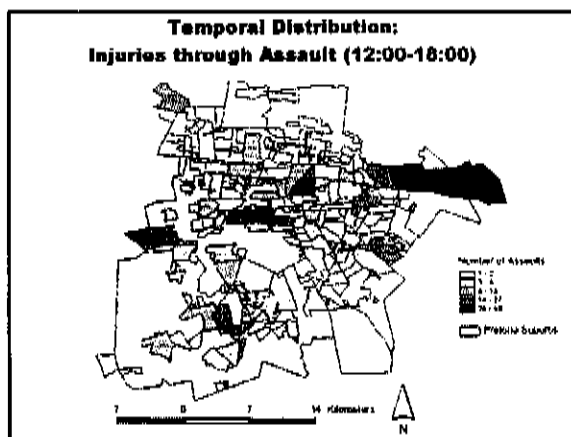 Temporal Distribution:
Injuries through Assault (12:00-18:00)
Number of Assaults
Pretoria Suburbs
7 0 7 14 Kilometers
N